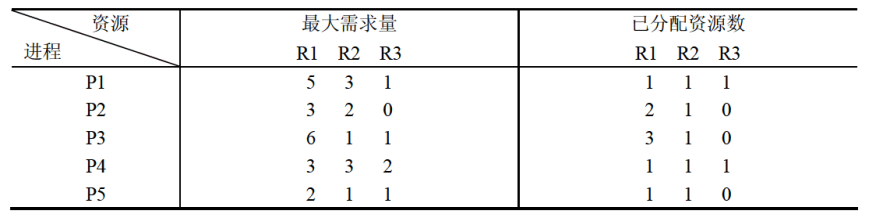 资源 最大需求量 已分配资源数
进程 R1 R2 R3 R1 R2 R3
P1 5 3 1 1 1 1
P2 3 2 0 2 1 0
P3 6 1 1 3 1 0
P4 3 3 2 1 1 1
P5 2 1 1 1 1 0